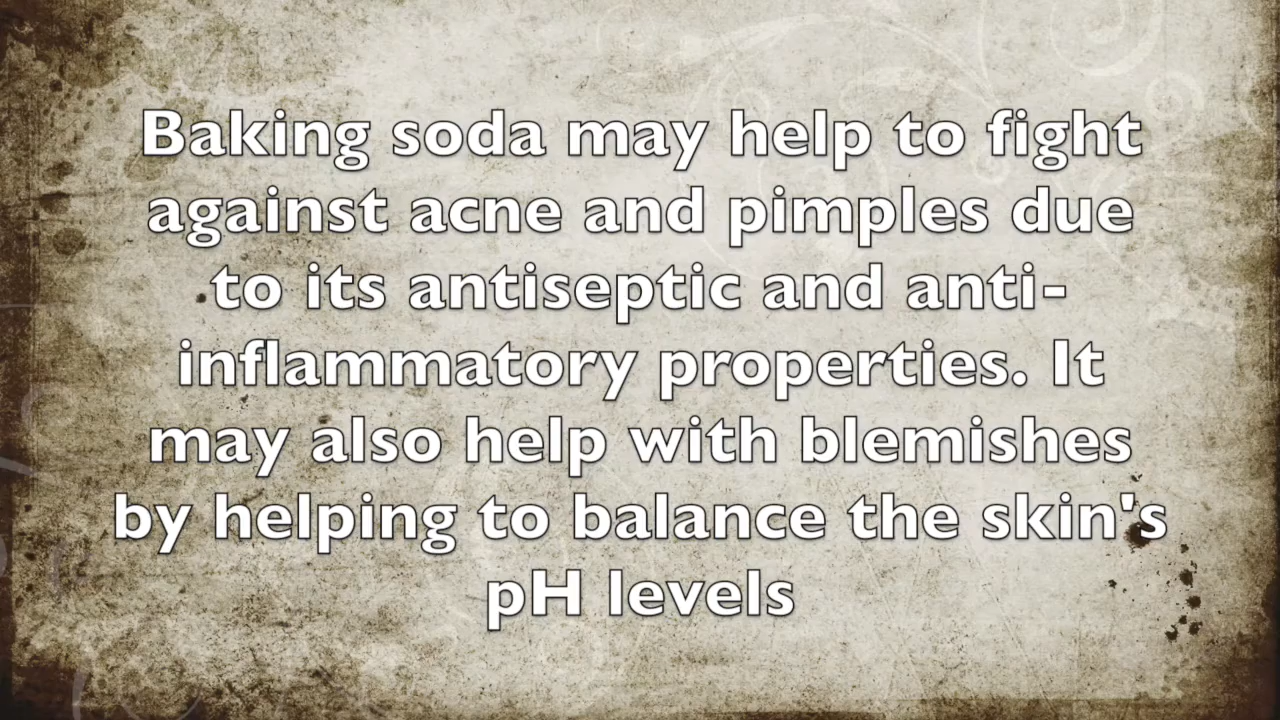 Baking soda may help to fight
against acne and pimples due
to its antiseptic and anti-
inflammatory properties. It
may also help with blemishes
by helping to balance the skin's
pH levels